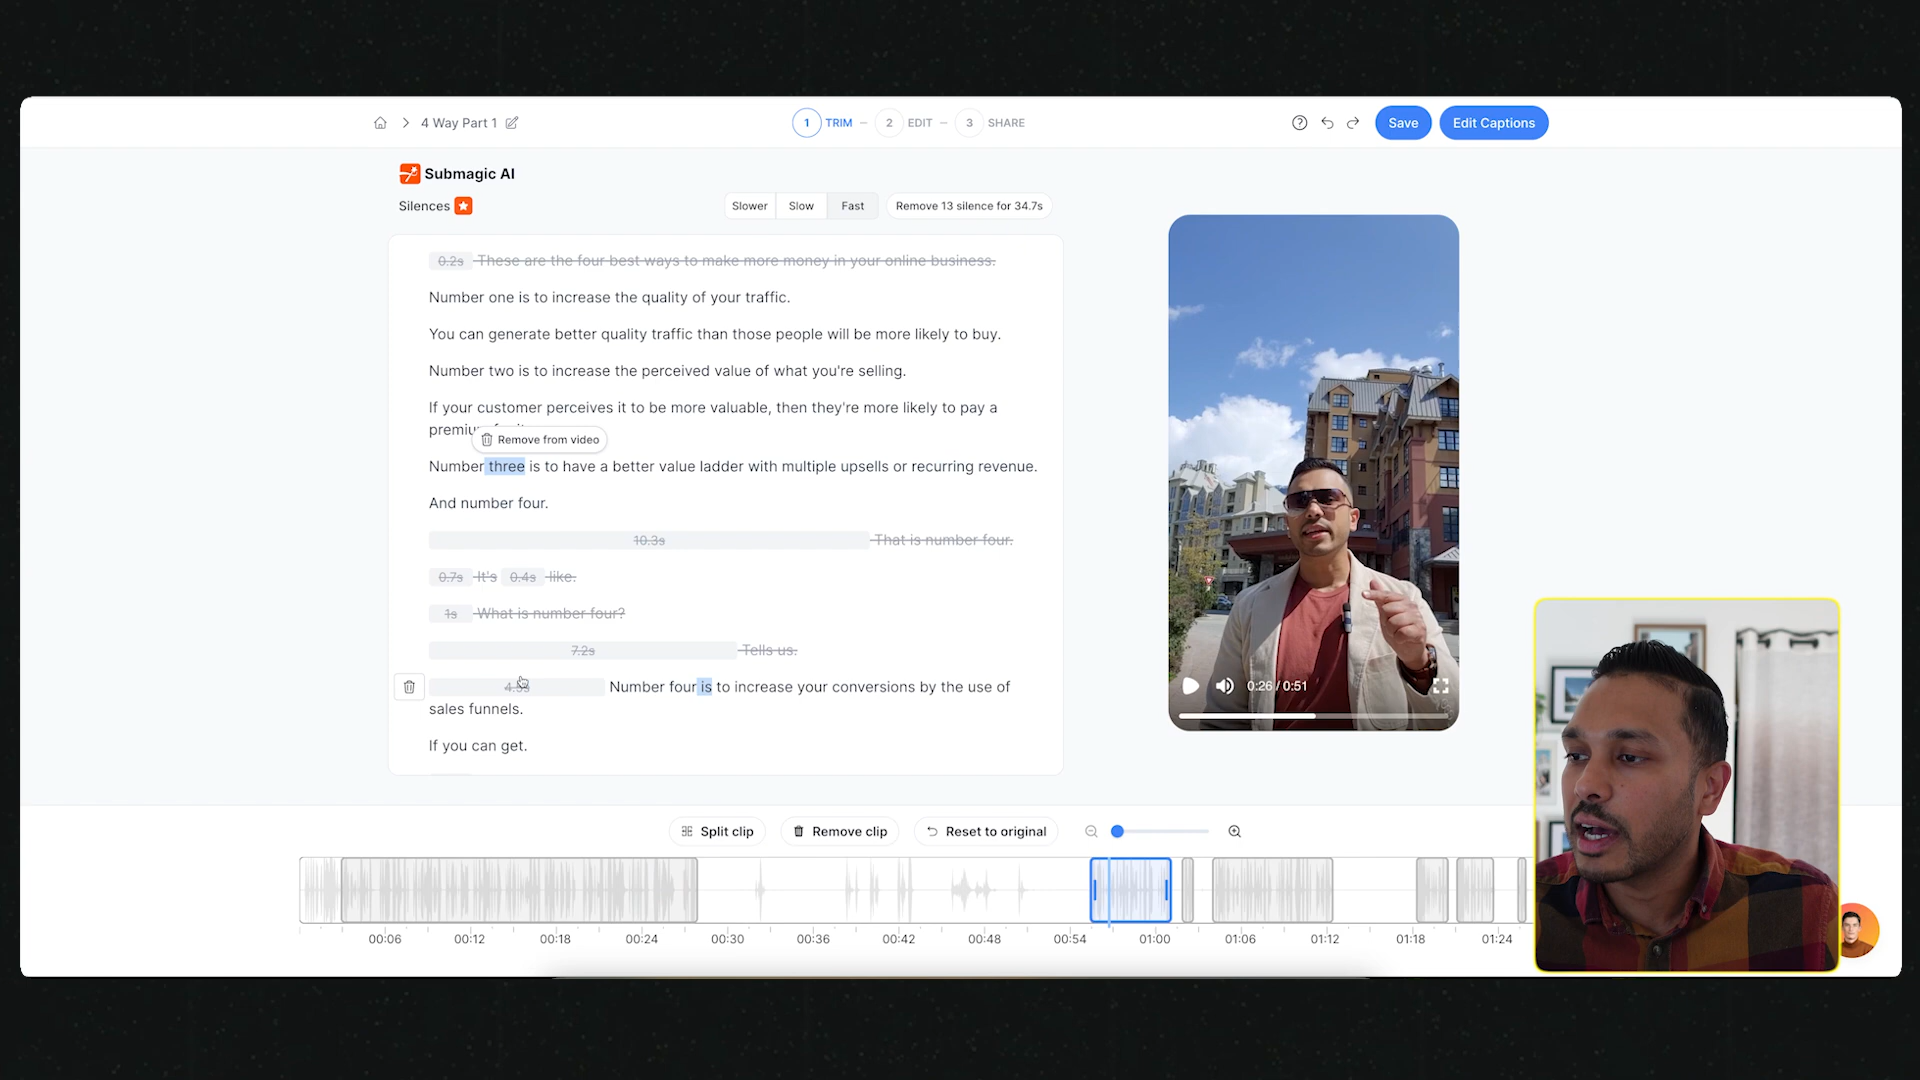 4 Way Part 1
1 TRIM
2 EDIT
3 SHARE
Save
Edit Captions
Submagic AI
Silences
Slower
Slow
Fast
Remove 13 silence for 34.7s
0.2s These are the four best ways to make more money in your online business.
Number one is to increase the quality of your traffic.
You can generate better quality traffic than those people will be more likely to buy.
Number two is to increase the perceived value of what you're selling.
If your customer perceives it to be more valuable, then they're more likely to pay a
Remove from video
Number three is to have a better value ladder with multiple upsells or recurring revenue.
And number four.
10.3s That is number four.
0.7s It's 0.4s like.
1s What is number four?
7.2s Tells us.
Number four is to increase your conversions by the use of
sales funnels.
If you can get.
0:26 / 0:51
Split clip
Remove clip
Reset to original
00:06
00:12
00:18
00:24
00:30
00:36
00:42
00:48
00:54
01:00
01:06
01:12
01:18
01:24